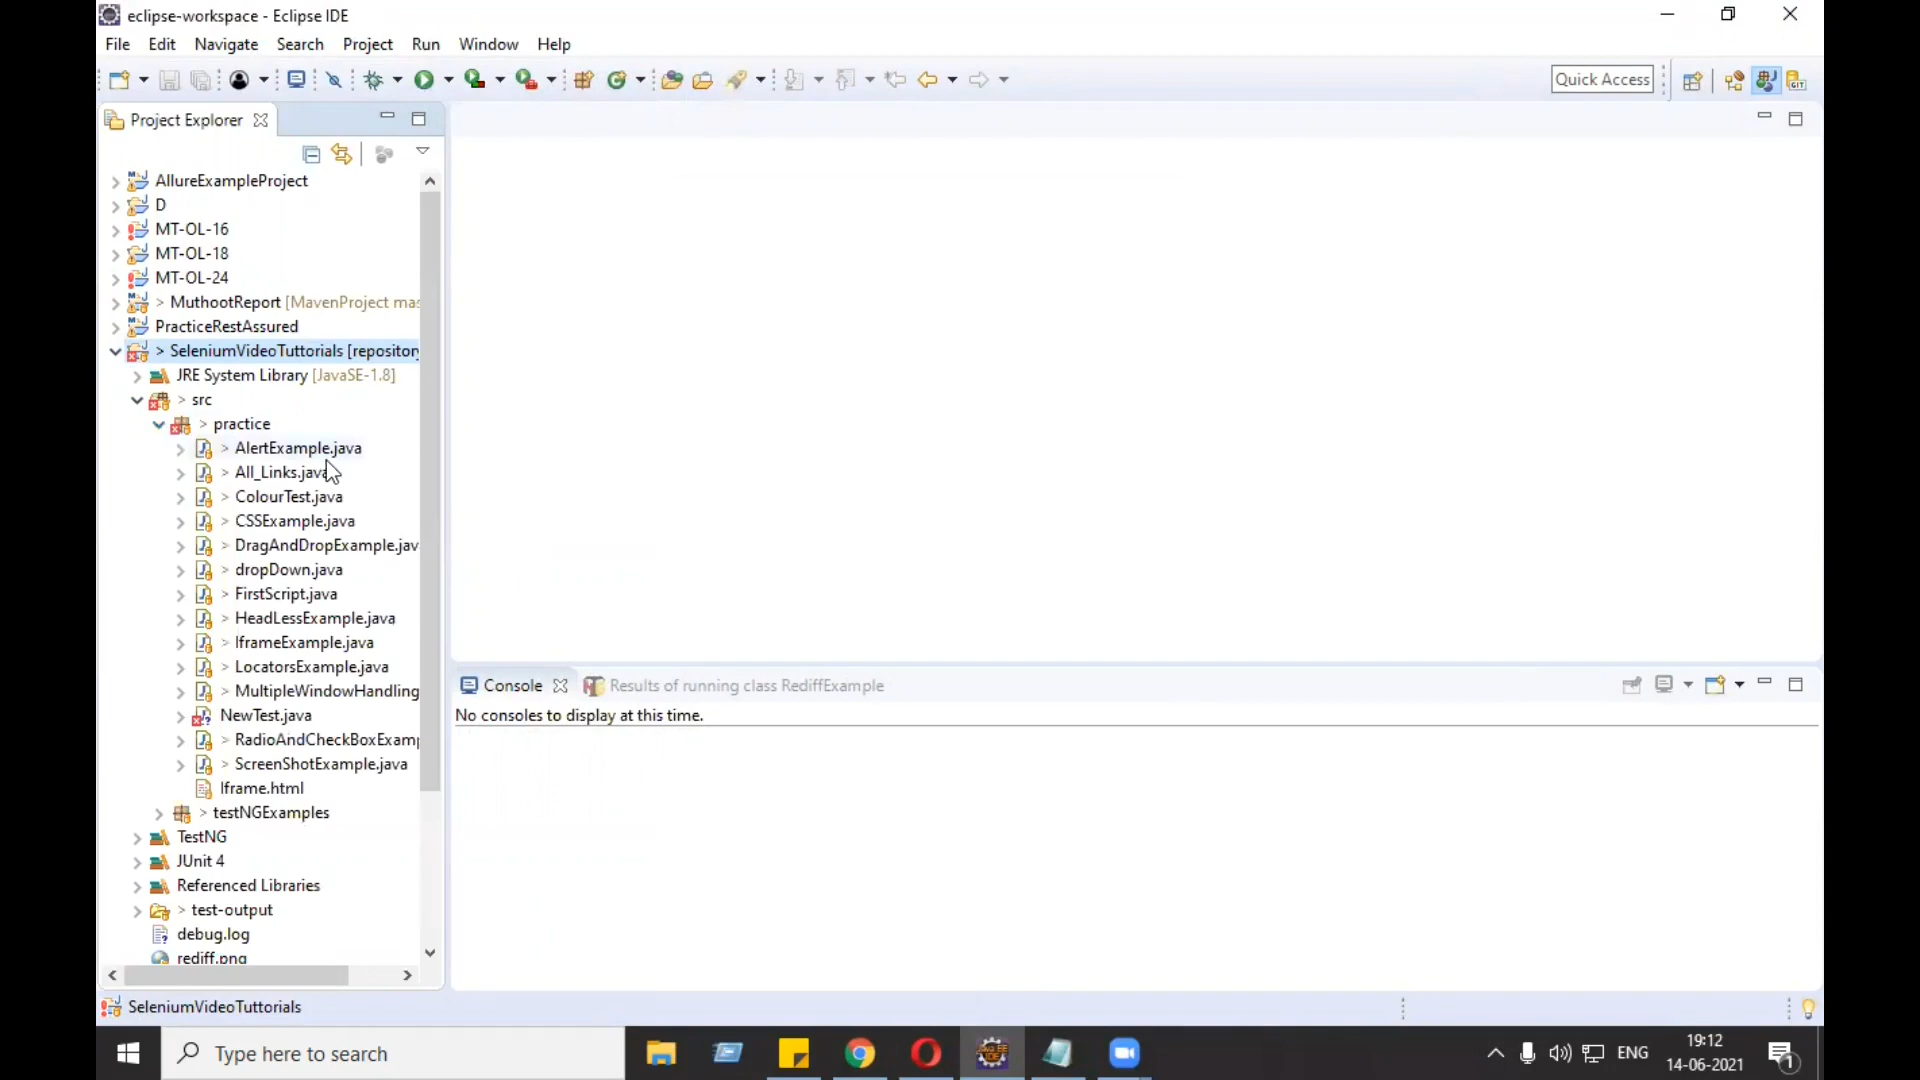 eclipse-workspace - Eclipse IDE
File Edit Navigate Search Project Run Window Help
Quick Access
Project Explorer
AllureExampleProject
D
MT-OL-16
MT-OL-18
MT-OL-24
> MuthootReport [MavenProject mas
PracticeRestAssured
> SeleniumVideoTuttorials [repository
JRE System Library [JavaSE-1.8]
> src
> practice
> AlertExample.java
> All_Links.java
> ColourTest.java
> CSSExample.java
> DragAndDropExample.jav
> dropDown.java
> FirstScript.java
> HeadLessExample.java
> IframeExample.java
> LocatorsExample.java
> MultipleWindowHandling
NewTest.java
> RadioAndCheckBoxExamp
> ScreenShotExample.java
Iframe.html
> testNGExamples
TestNG
JUnit 4
Referenced Libraries
> test-output
debug.log
rediff.png
Console
Results of running class RediffExample
No consoles to display at this time.
SeleniumVideoTuttorials
Type here to search
ENG
19:12
14-06-2021
1